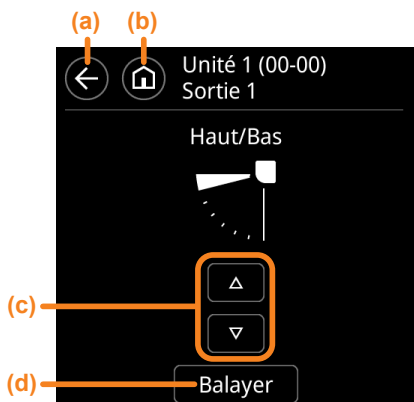 (a) (b)
Unité 1 (00-00)
Sortie 1
Haut/Bas
(c)
(d) Balayer